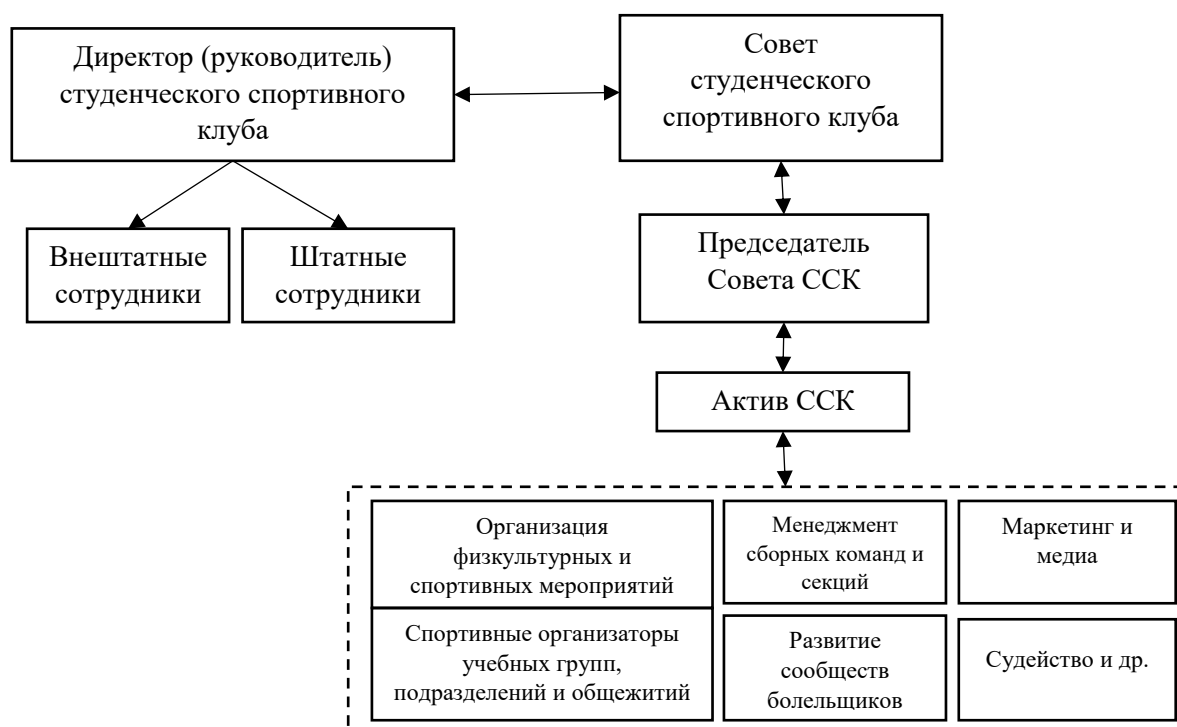 Директор (руководитель)
студенческого спортивного
клуба
Совет
студенческого
спортивного клуба
Внештатные
сотрудники
Штатные
сотрудники
Председатель
Совета ССК
Актив ССК
Организация
физкультурных и
спортивных мероприятий
Менеджмент
сборных команд и
секций
Маркетинг и
медиа
Спортивные организаторы
учебных групп,
подразделений и общежитий
Развитие
сообществ
болельщиков
Судейство и др.